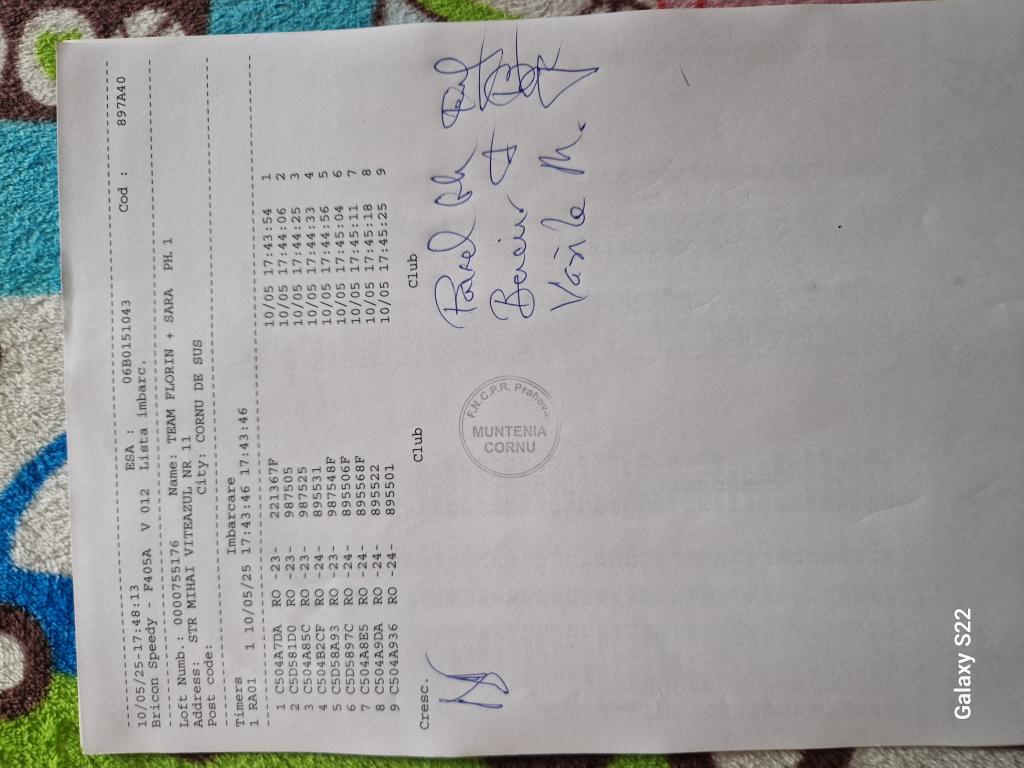 10/05/25-17:48:13 ESA : 06B0151043 Cod : 897A40
Bricon Speedy - F405A V 012 Lista imbarc.
Loft Numb.: 0000755176 Name: TEAM FLORIN + SARA PH.1
Address: STR MIHAI VITEAZUL NR 11
Post code: City: CORNU DE SUS
Timers Imbarcare
1 RA01 1 10/05/25 17:43:46 17:43:46
1 C504A7DA RO -23- 221367F 10/05 17:43:54 1
2 C5D581D0 RO -23- 987505 10/05 17:44:06 2
3 C504A85C RO -23- 987525 10/05 17:44:25 3
4 C504B2CF RO -24- 895531 10/05 17:44:33 4
5 C5D58A93 RO -23- 987548F 10/05 17:44:56 5
6 C5D5897C RO -24- 895506F 10/05 17:45:04 6
7 C504A8E5 RO -24- 895568F 10/05 17:45:11 7
8 C504A9DA RO -24- 895522 10/05 17:45:18 8
9 C504A936 RO -24- 895501 10/05 17:45:25 9
Cresc. Club Club
F.N.C.P.R. Prahova
MUNTENIA
CORNU
Vasile M.
Galaxy S22